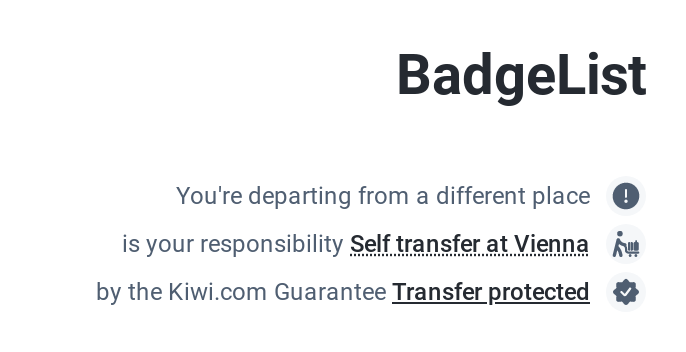 BadgeList
You're departing from a different place
is your responsibility Self transfer at Vienna
by the Kiwi.com Guarantee Transfer protected